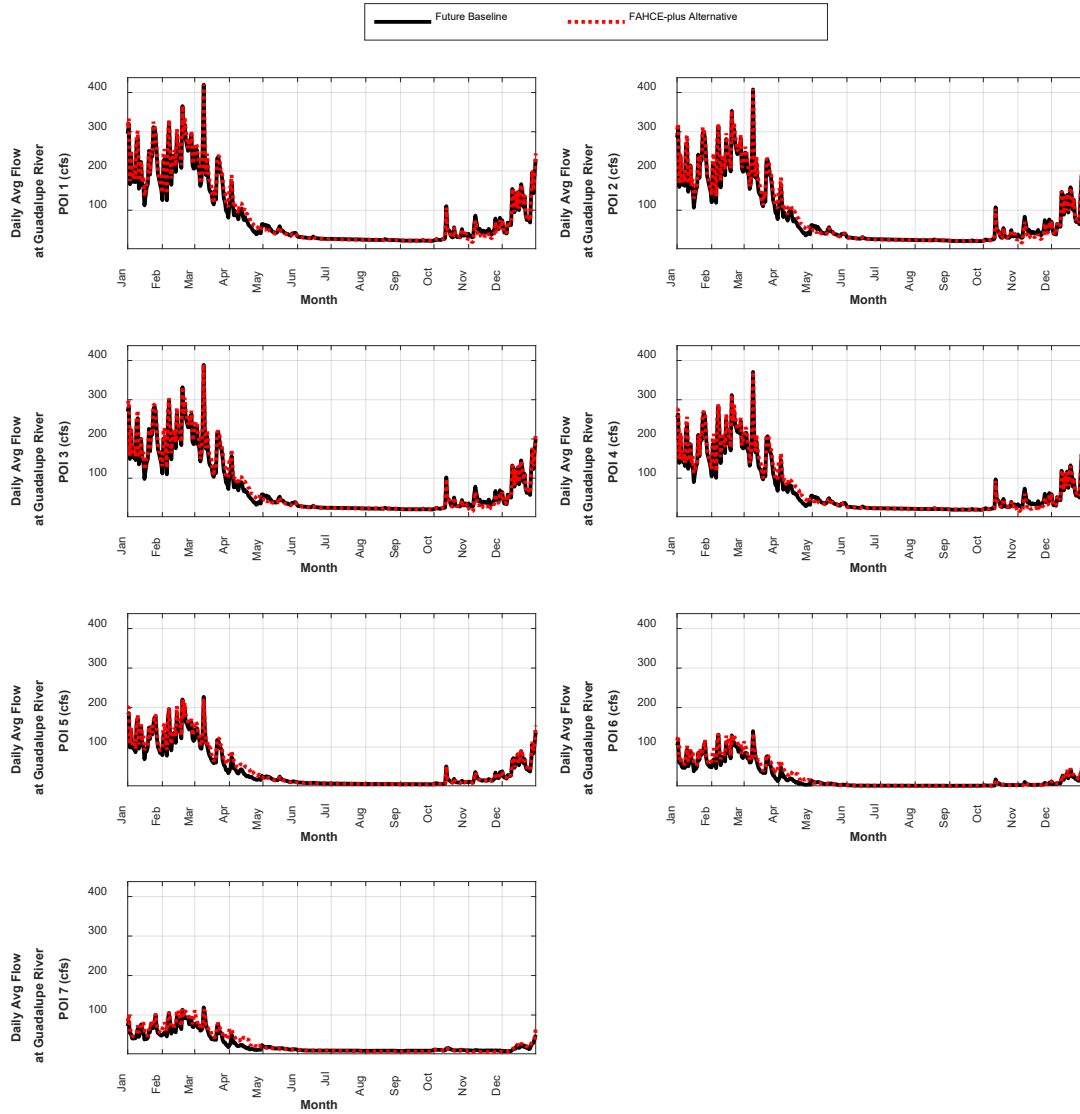 Future Baseline
FAHCE-plus Alternative
Daily Avg Flow
at Guadalupe River
POI 1 (cfs)
400
300
200
100
Jan
Feb
Mar
Apr
May
Jun
Jul
Aug
Sep
Oct
Nov
Dec
Month
Daily Avg Flow
at Guadalupe River
POI 2 (cfs)
400
300
200
100
Jan
Feb
Mar
Apr
May
Jun
Jul
Aug
Sep
Oct
Nov
Dec
Month
Daily Avg Flow
at Guadalupe River
POI 3 (cfs)
400
300
200
100
Jan
Feb
Mar
Apr
May
Jun
Jul
Aug
Sep
Oct
Nov
Dec
Month
Daily Avg Flow
at Guadalupe River
POI 4 (cfs)
400
300
200
100
Jan
Feb
Mar
Apr
May
Jun
Jul
Aug
Sep
Oct
Nov
Dec
Month
Daily Avg Flow
at Guadalupe River
POI 5 (cfs)
400
300
200
100
Jan
Feb
Mar
Apr
May
Jun
Jul
Aug
Sep
Oct
Nov
Dec
Month
Daily Avg Flow
at Guadalupe River
POI 6 (cfs)
400
300
200
100
Jan
Feb
Mar
Apr
May
Jun
Jul
Aug
Sep
Oct
Nov
Dec
Month
Daily Avg Flow
at Guadalupe River
POI 7 (cfs)
400
300
200
100
Jan
Feb
Mar
Apr
May
Jun
Jul
Aug
Sep
Oct
Nov
Dec
Month